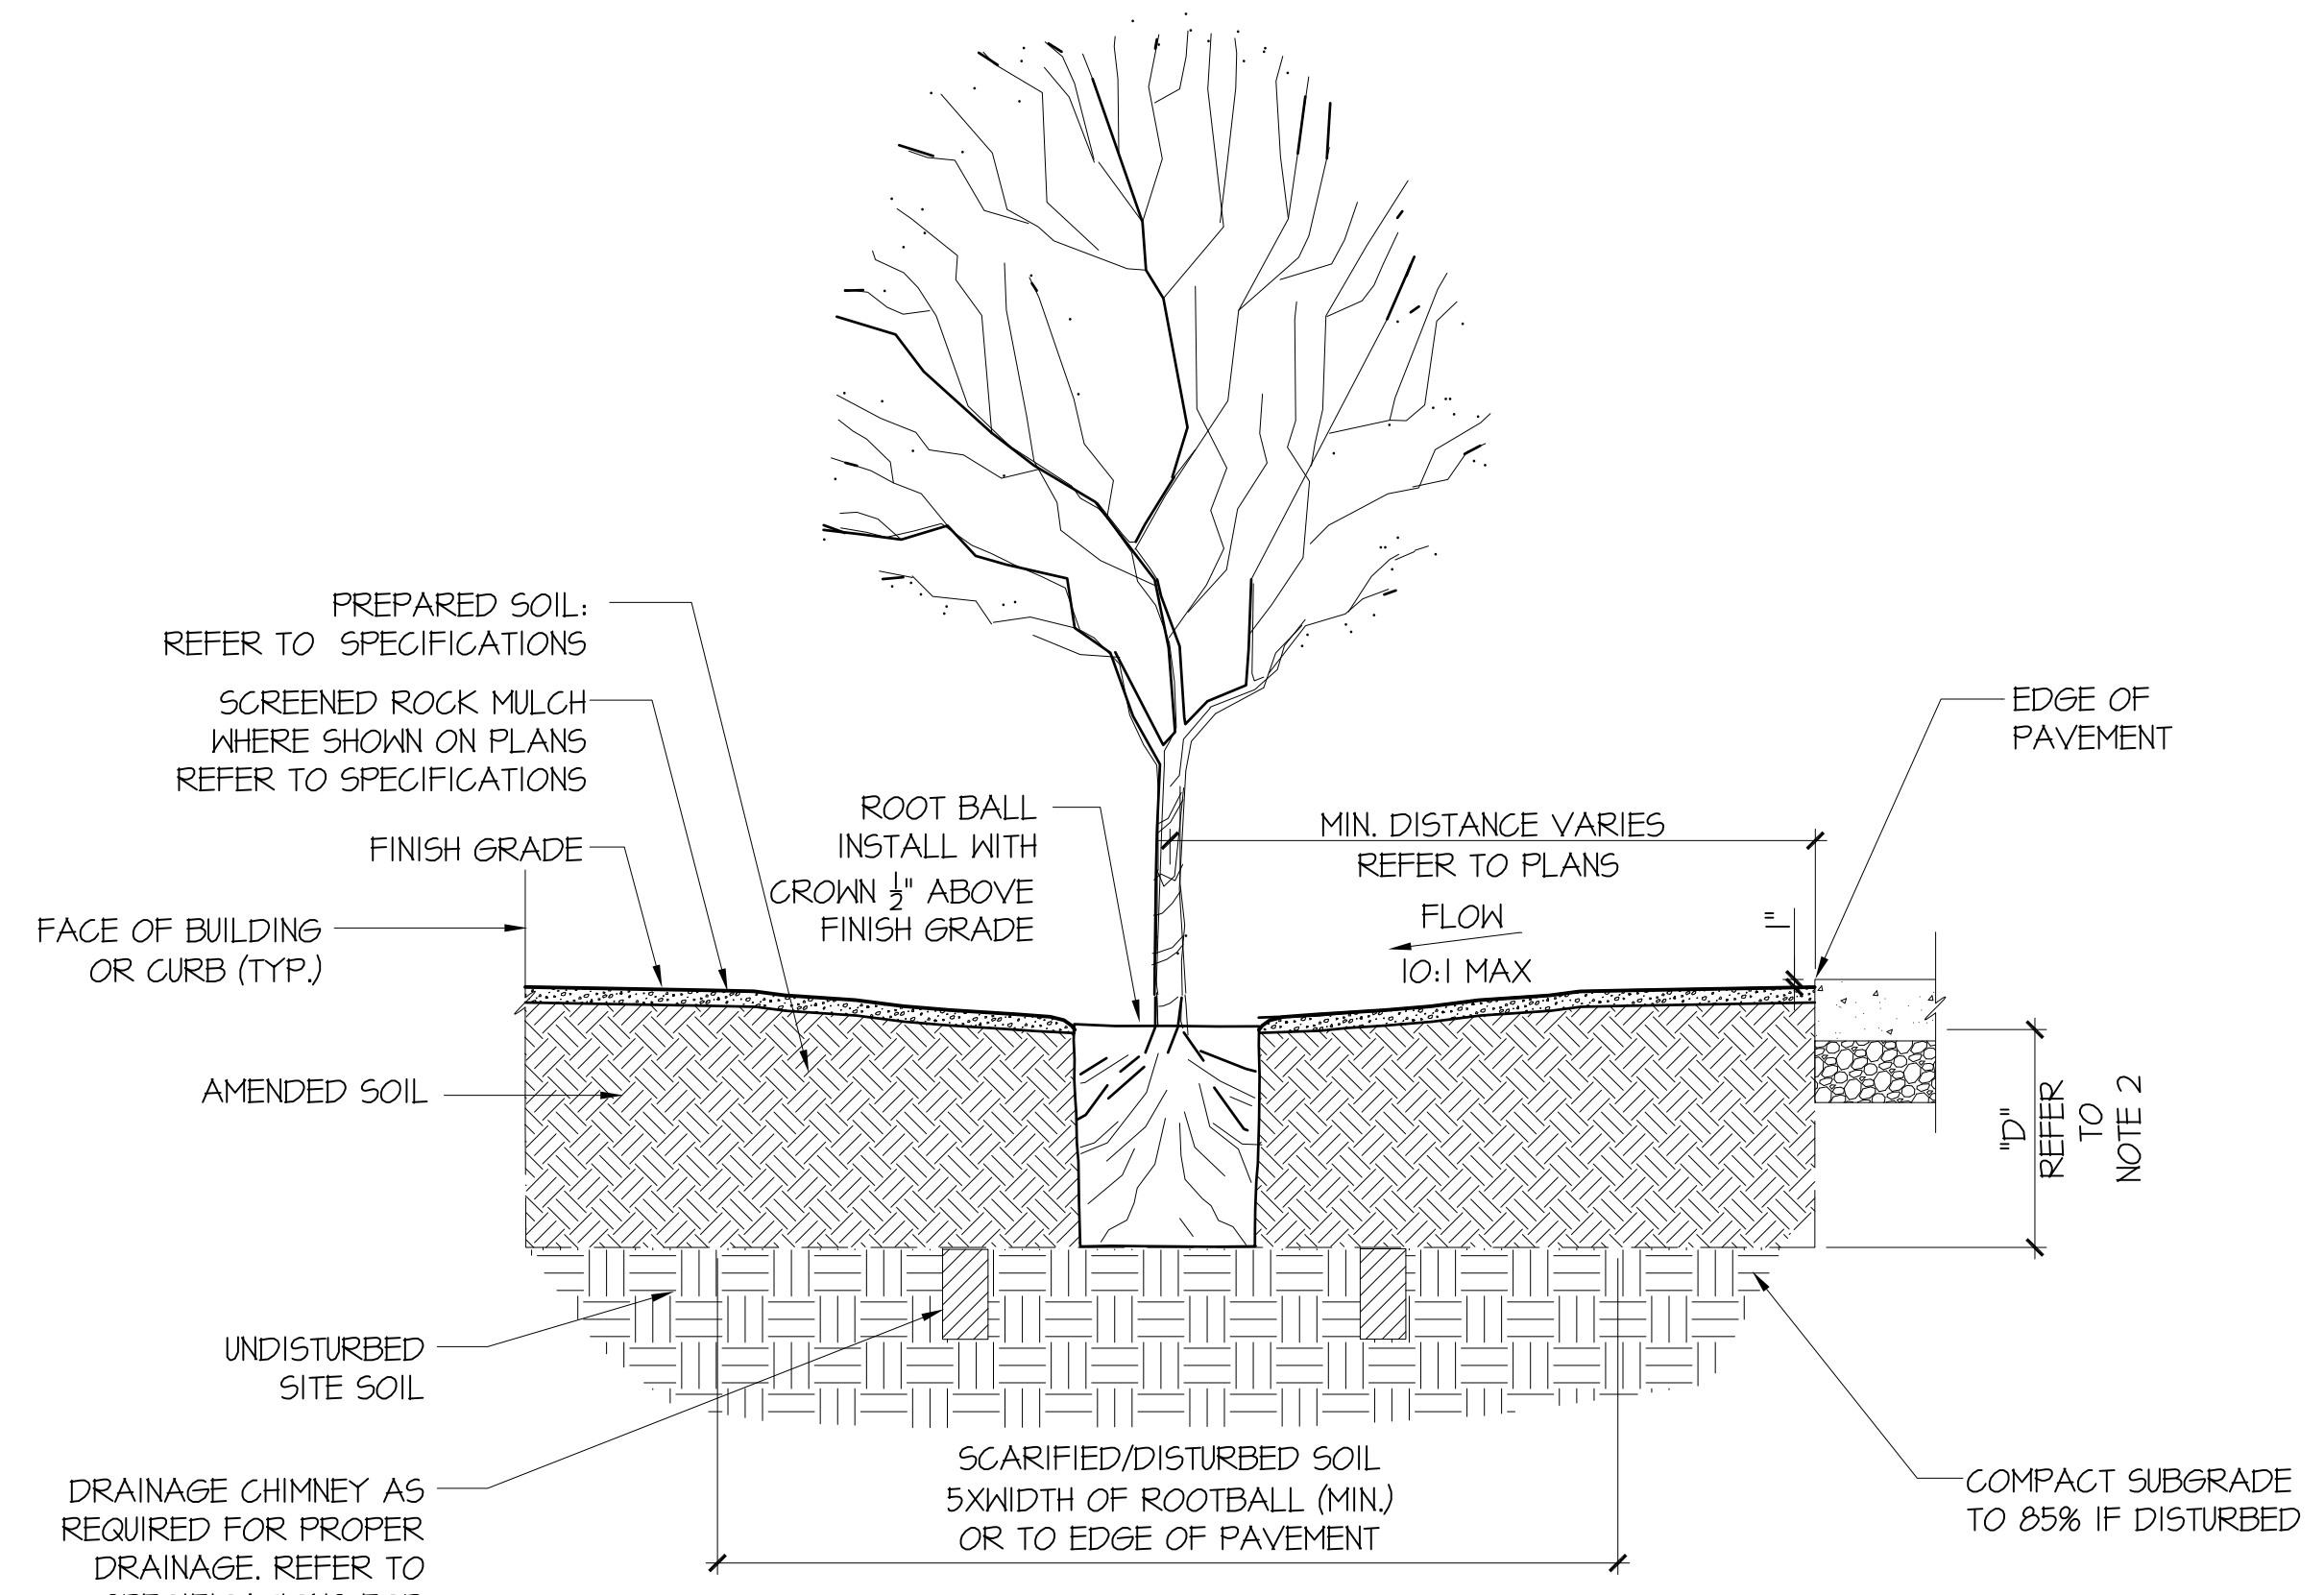 PREPARED SOIL:
REFER TO SPECIFICATIONS
SCREENED ROCK MULCH
WHERE SHOWN ON PLANS
REFER TO SPECIFICATIONS
FINISH GRADE
FACE OF BUILDING
OR CURB (TYP.)
AMENDED SOIL
UNDISTURBED
SITE SOIL
DRAINAGE CHIMNEY AS
REQUIRED FOR PROPER
DRAINAGE. REFER TO
ROOT BALL
INSTALL WITH
CROWN ½" ABOVE
FINISH GRADE
MIN. DISTANCE VARIES
REFER TO PLANS
FLOW
10:1 MAX
1"
EDGE OF
PAVEMENT
"D"
REFER
TO
NOTE 2
SCARIFIED/DISTURBED SOIL
5XWIDTH OF ROOTBALL (MIN.)
OR TO EDGE OF PAVEMENT
COMPACT SUBGRADE
TO 85% IF DISTURBED